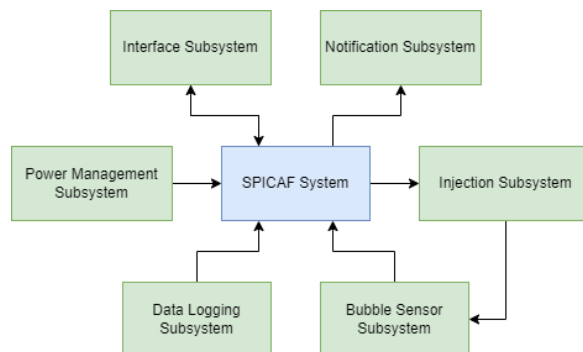 Interface Subsystem
Notification Subsystem
Power Management
Subsystem
SPICAF System
Injection Subsystem
Data Logging
Subsystem
Bubble Sensor
Subsystem